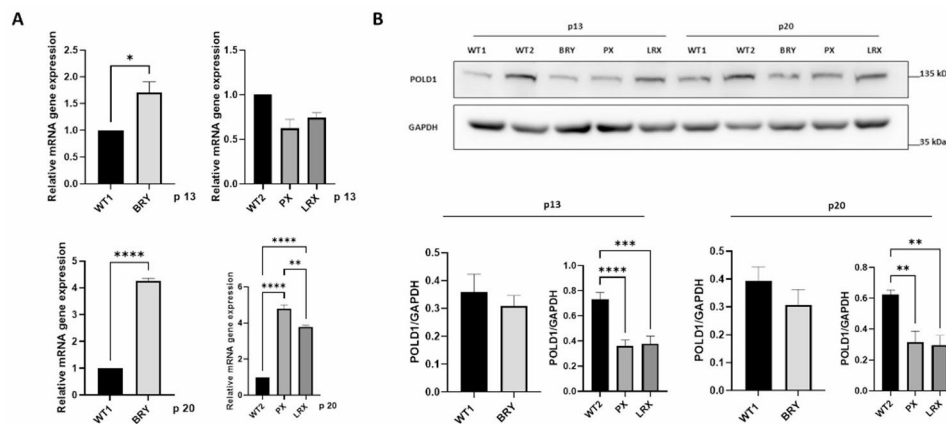 A
Relative mRNA gene expression
2.5
2.0
1.5
1.0
0.5
0.0
*
WT1
BRY
p 13
Relative mRNA gene expression
1.5
1.0
0.5
0.0
WT2
PX
LRX
p 13
Relative mRNA gene expression
5
4
3
2
1
0
****
WT1
BRY
p 20
Relative mRNA gene expression
6
4
2
0
****
**
****
WT2
PX
LRX
p 20
B
p13 p20
WT1 WT2 BRY PX LRX WT1 WT2 BRY PX LRX
POLD1
135 kD
GAPDH
35 kDa
p13
POLD1/GAPDH
0.5
0.4
0.3
0.2
0.1
0.0
WT1
BRY
POLD1/GAPDH
1.0
0.8
0.6
0.4
0.2
0.0
***
****
WT2
PX
LRX
p20
POLD1/GAPDH
0.5
0.4
0.3
0.2
0.1
0.0
WT1
BRY
POLD1/GAPDH
1.0
0.8
0.6
0.4
0.2
0.0
**
**
WT2
PX
LRX